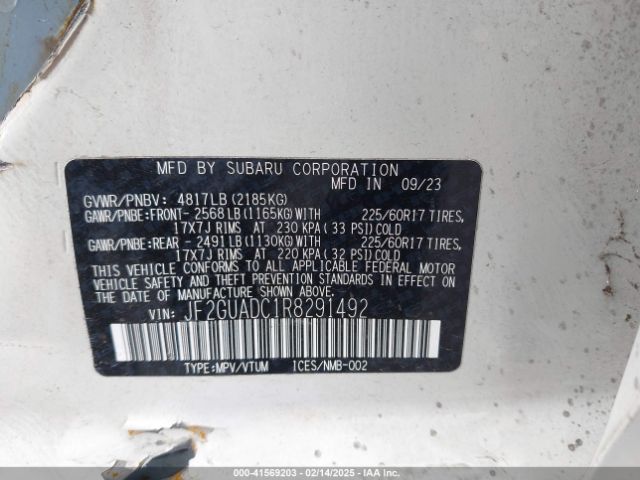 MFD BY SUBARU CORPORATION
MFD IN 09/23
GVWR/PNBV: 4817LB (2185KG)
GAWR/PNBE:FRONT- 2568LB (1165KG) WITH 225/60R17 TIRES,
17X7J RIMS AT 230 KPA ( 33 PSI) COLD
GAWR/PNBE:REAR - 2491LB (1130KG) WITH 225/60R17 TIRES,
17X7J RIMS AT 220 KPA ( 32 PSI) COLD
THIS VEHICLE CONFORMS TO ALL APPLICABLE FEDERAL MOTOR
VEHICLE SAFETY AND THEFT PREVENTION STANDARDS IN EFFECT ON
THE DATE OF MANUFACTURE SHOWN ABOVE.
VIN: JF2GUADC1R8291492
TYPE:MPV/VTUM ICES/NMB-002
000-41569203 - 02/14/2025 - IAA, Inc.